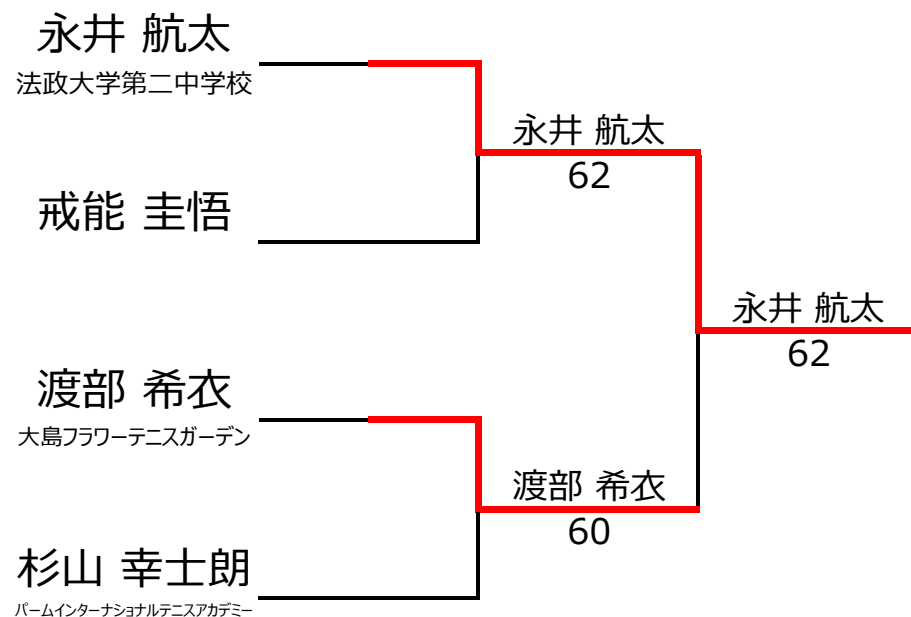 永井 航太
法政大学第二中学校
永井 航太
62
戒能 圭悟
永井 航太
62
渡部 希衣
大島フラワーテニスガーデン
渡部 希衣
60
杉山 幸士朗
パームインターナショナルテニスアカデミー